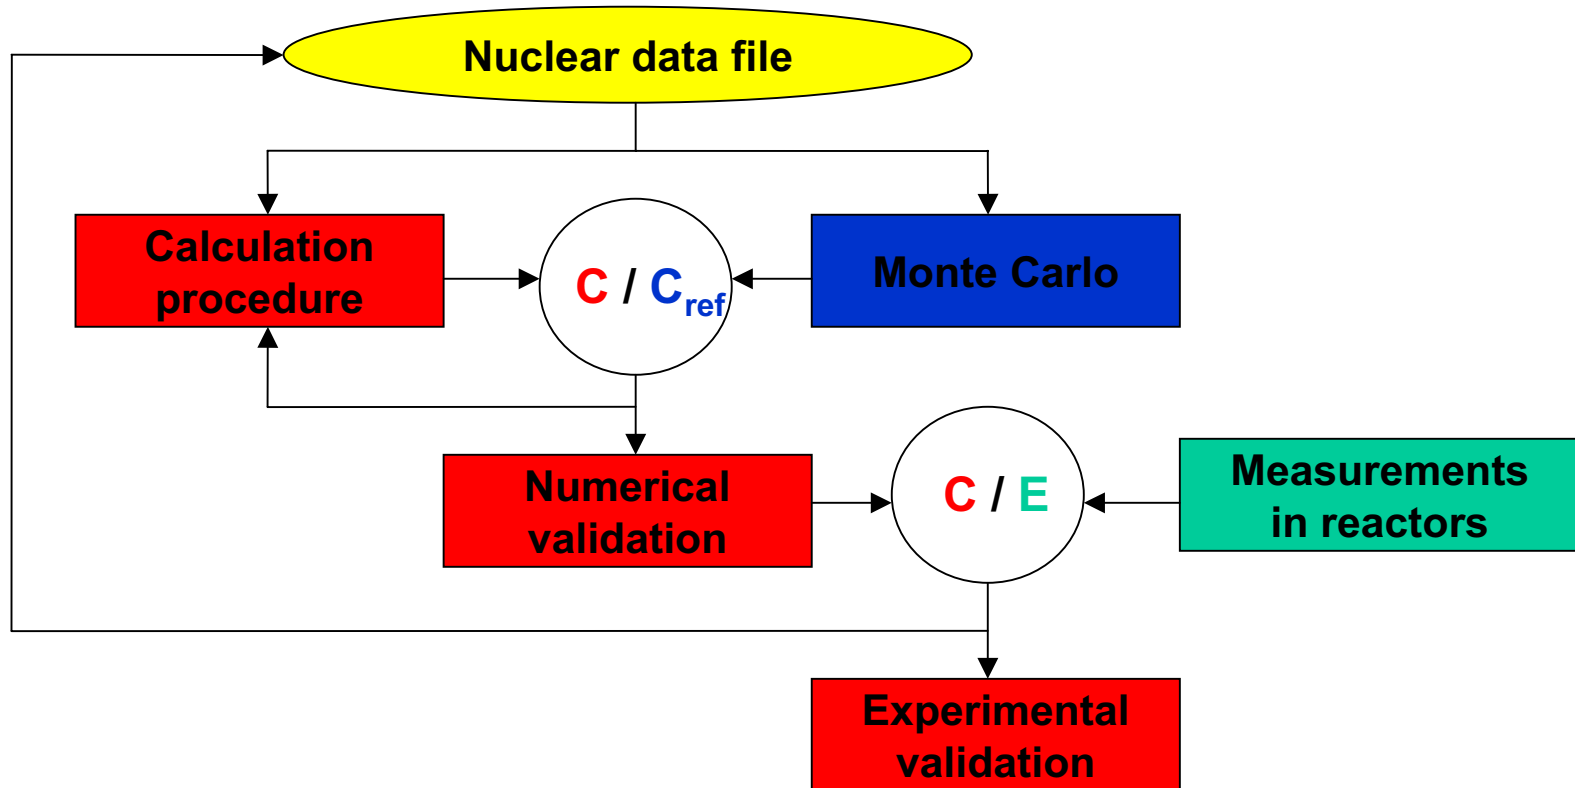 Nuclear data file
Calculation
procedure
C / Cref
Monte Carlo
Numerical
validation
C / E
Measurements
in reactors
Experimental
validation